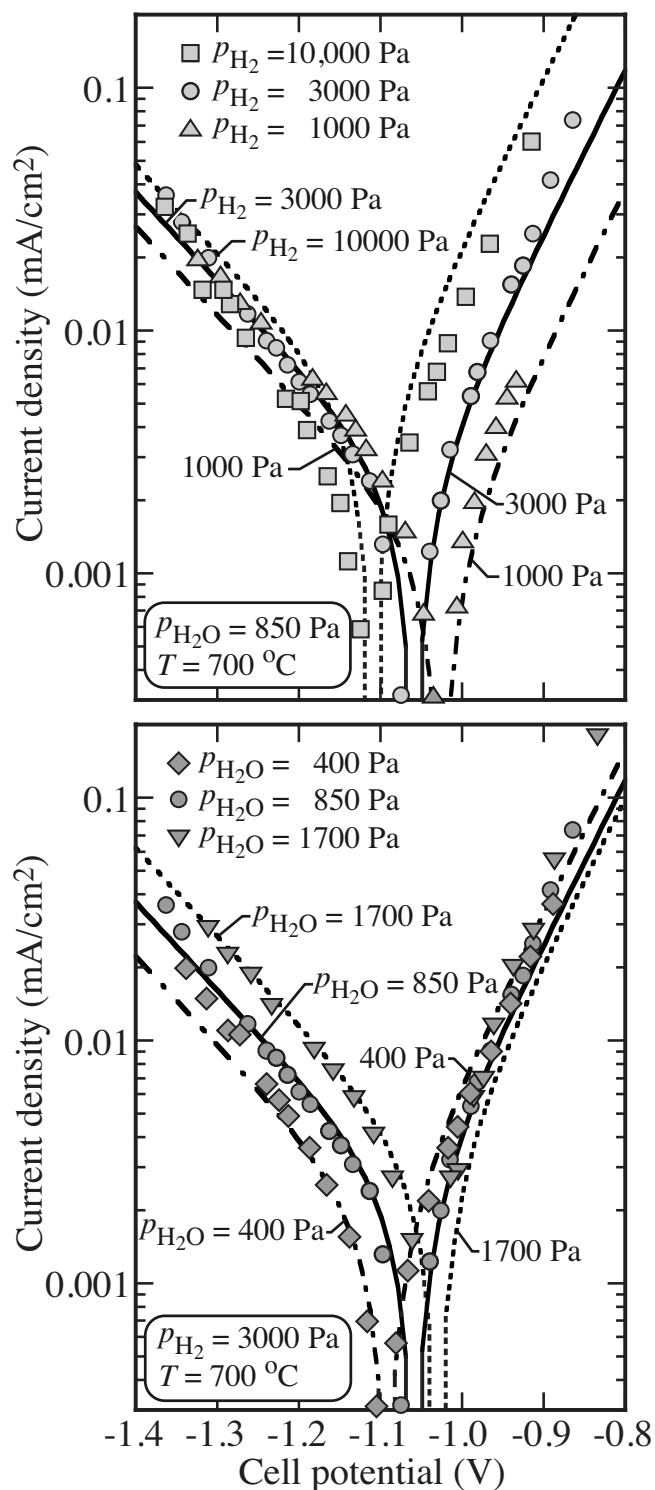 0.1
0.01
0.001
Current density (mA/cm²)
p_H₂ = 10,000 Pa
p_H₂ = 3000 Pa
p_H₂ = 1000 Pa
p_H₂ = 3000 Pa
p_H₂ = 10000 Pa
1000 Pa
3000 Pa
1000 Pa
p_H₂O = 850 Pa
T = 700 °C
0.1
0.01
0.001
Current density (mA/cm²)
p_H₂O = 400 Pa
p_H₂O = 850 Pa
p_H₂O = 1700 Pa
p_H₂O = 1700 Pa
p_H₂O = 850 Pa
400 Pa
p_H₂O = 400 Pa
1700 Pa
p_H₂ = 3000 Pa
T = 700 °C
-1.4 -1.3 -1.2 -1.1 -1.0 -0.9 -0.8
Cell potential (V)